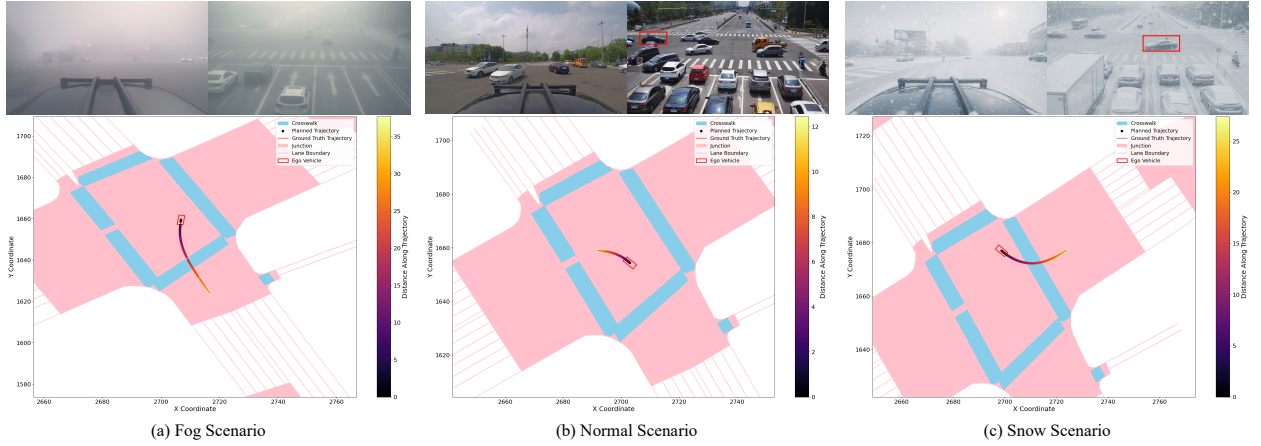 Crosswalk
Planned Trajectory
Ground Truth Trajectory
Junction
Lane Boundary
Ego Vehicle
1700
1680
1660
1640
1620
1600
1580
Y Coordinate
2660
2680
2700
2720
2740
2760
X Coordinate
35
30
25
20
15
10
5
0
Distance Along Trajectory
(a) Fog Scenario
Crosswalk
Planned Trajectory
Ground Truth Trajectory
Junction
Lane Boundary
Ego Vehicle
1700
1680
1660
1640
1620
Y Coordinate
2660
2680
2700
2720
2740
X Coordinate
12
10
8
6
4
2
0
Distance Along Trajectory
(b) Normal Scenario
Crosswalk
Planned Trajectory
Ground Truth Trajectory
Junction
Lane Boundary
Ego Vehicle
1720
1700
1680
1660
1640
Y Coordinate
2680
2700
2720
2740
2760
X Coordinate
25
20
15
10
5
0
Distance Along Trajectory
(c) Snow Scenario